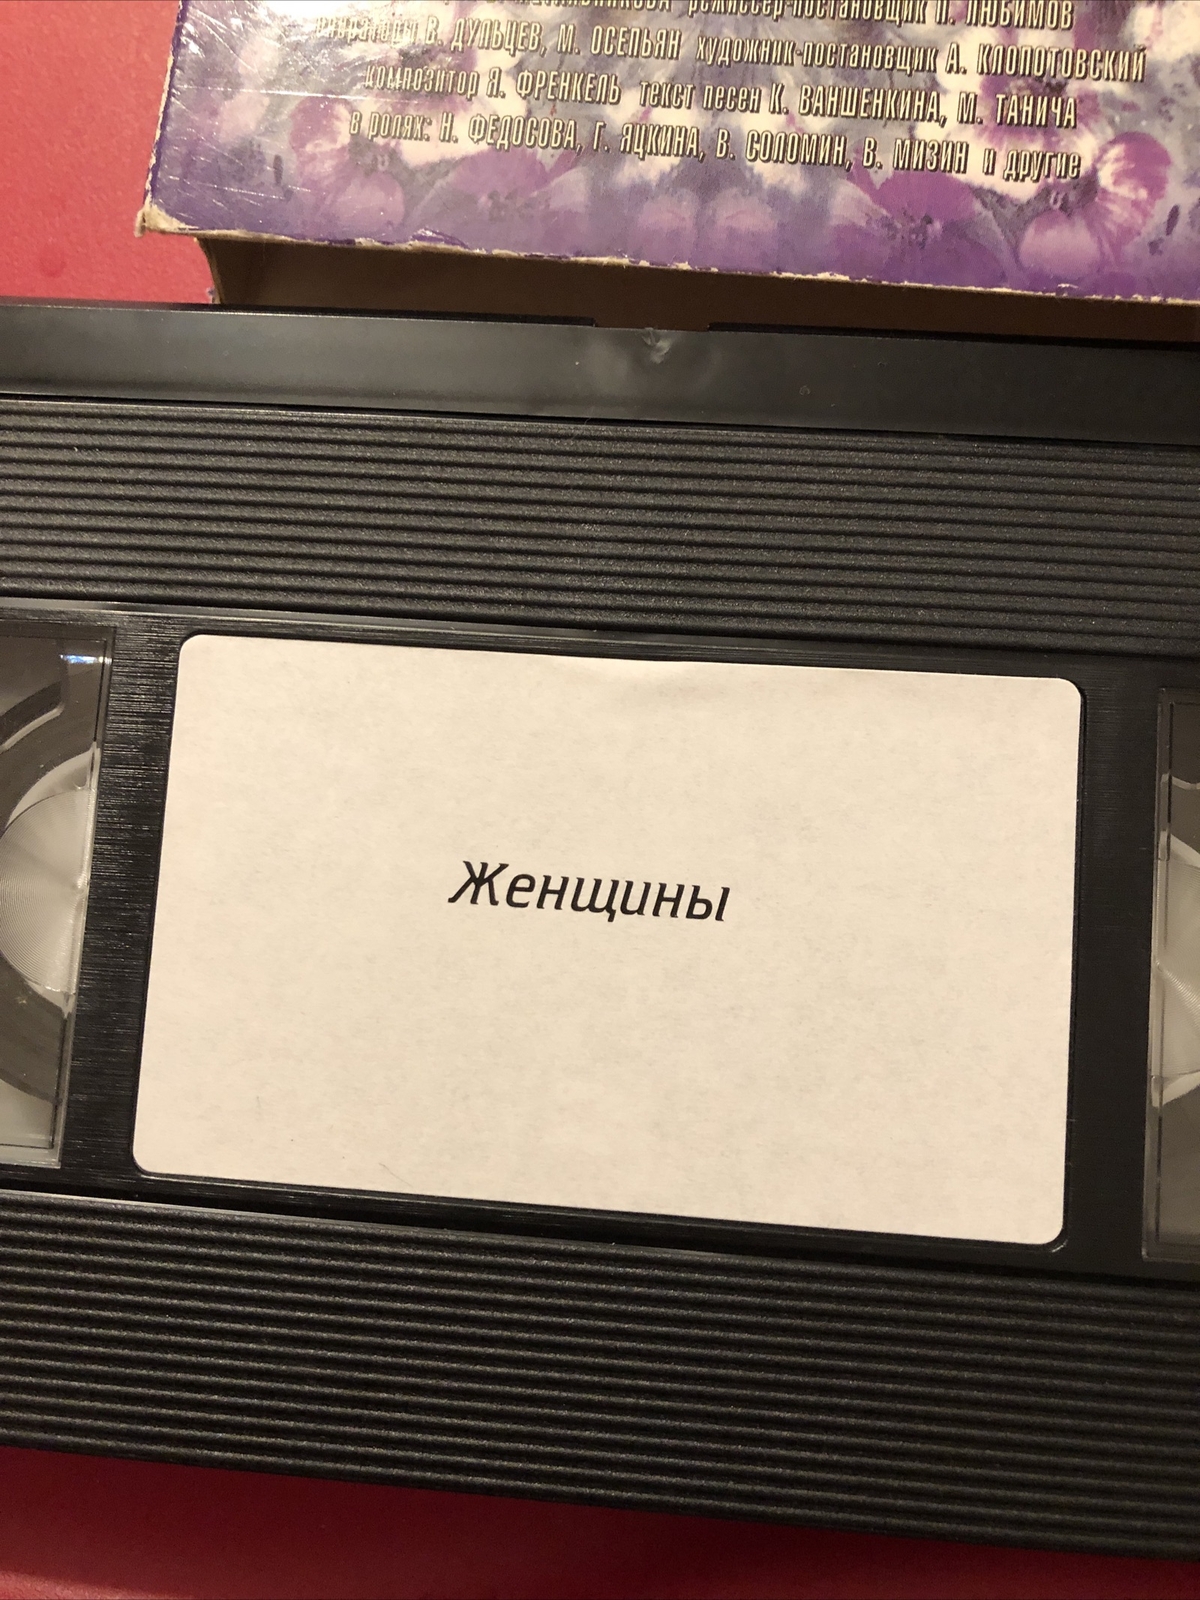 режиссер-постановщик П. ЛЮБИМОВ
операторы В. ДУЛЬЦЕВ, М. ОСЕПЬЯН художник-постановщик А. КЛОПОТОВСКИЙ
композитор Я. ФРЕНКЕЛЬ текст песен К. ВАНШЕНКИНА, М. ТАНИЧА
в ролях: Н. ФЕДОСОВА, Г. ЯЦКИНА, В. СОЛОМИН, В. МИЗИН и другие
Женщины